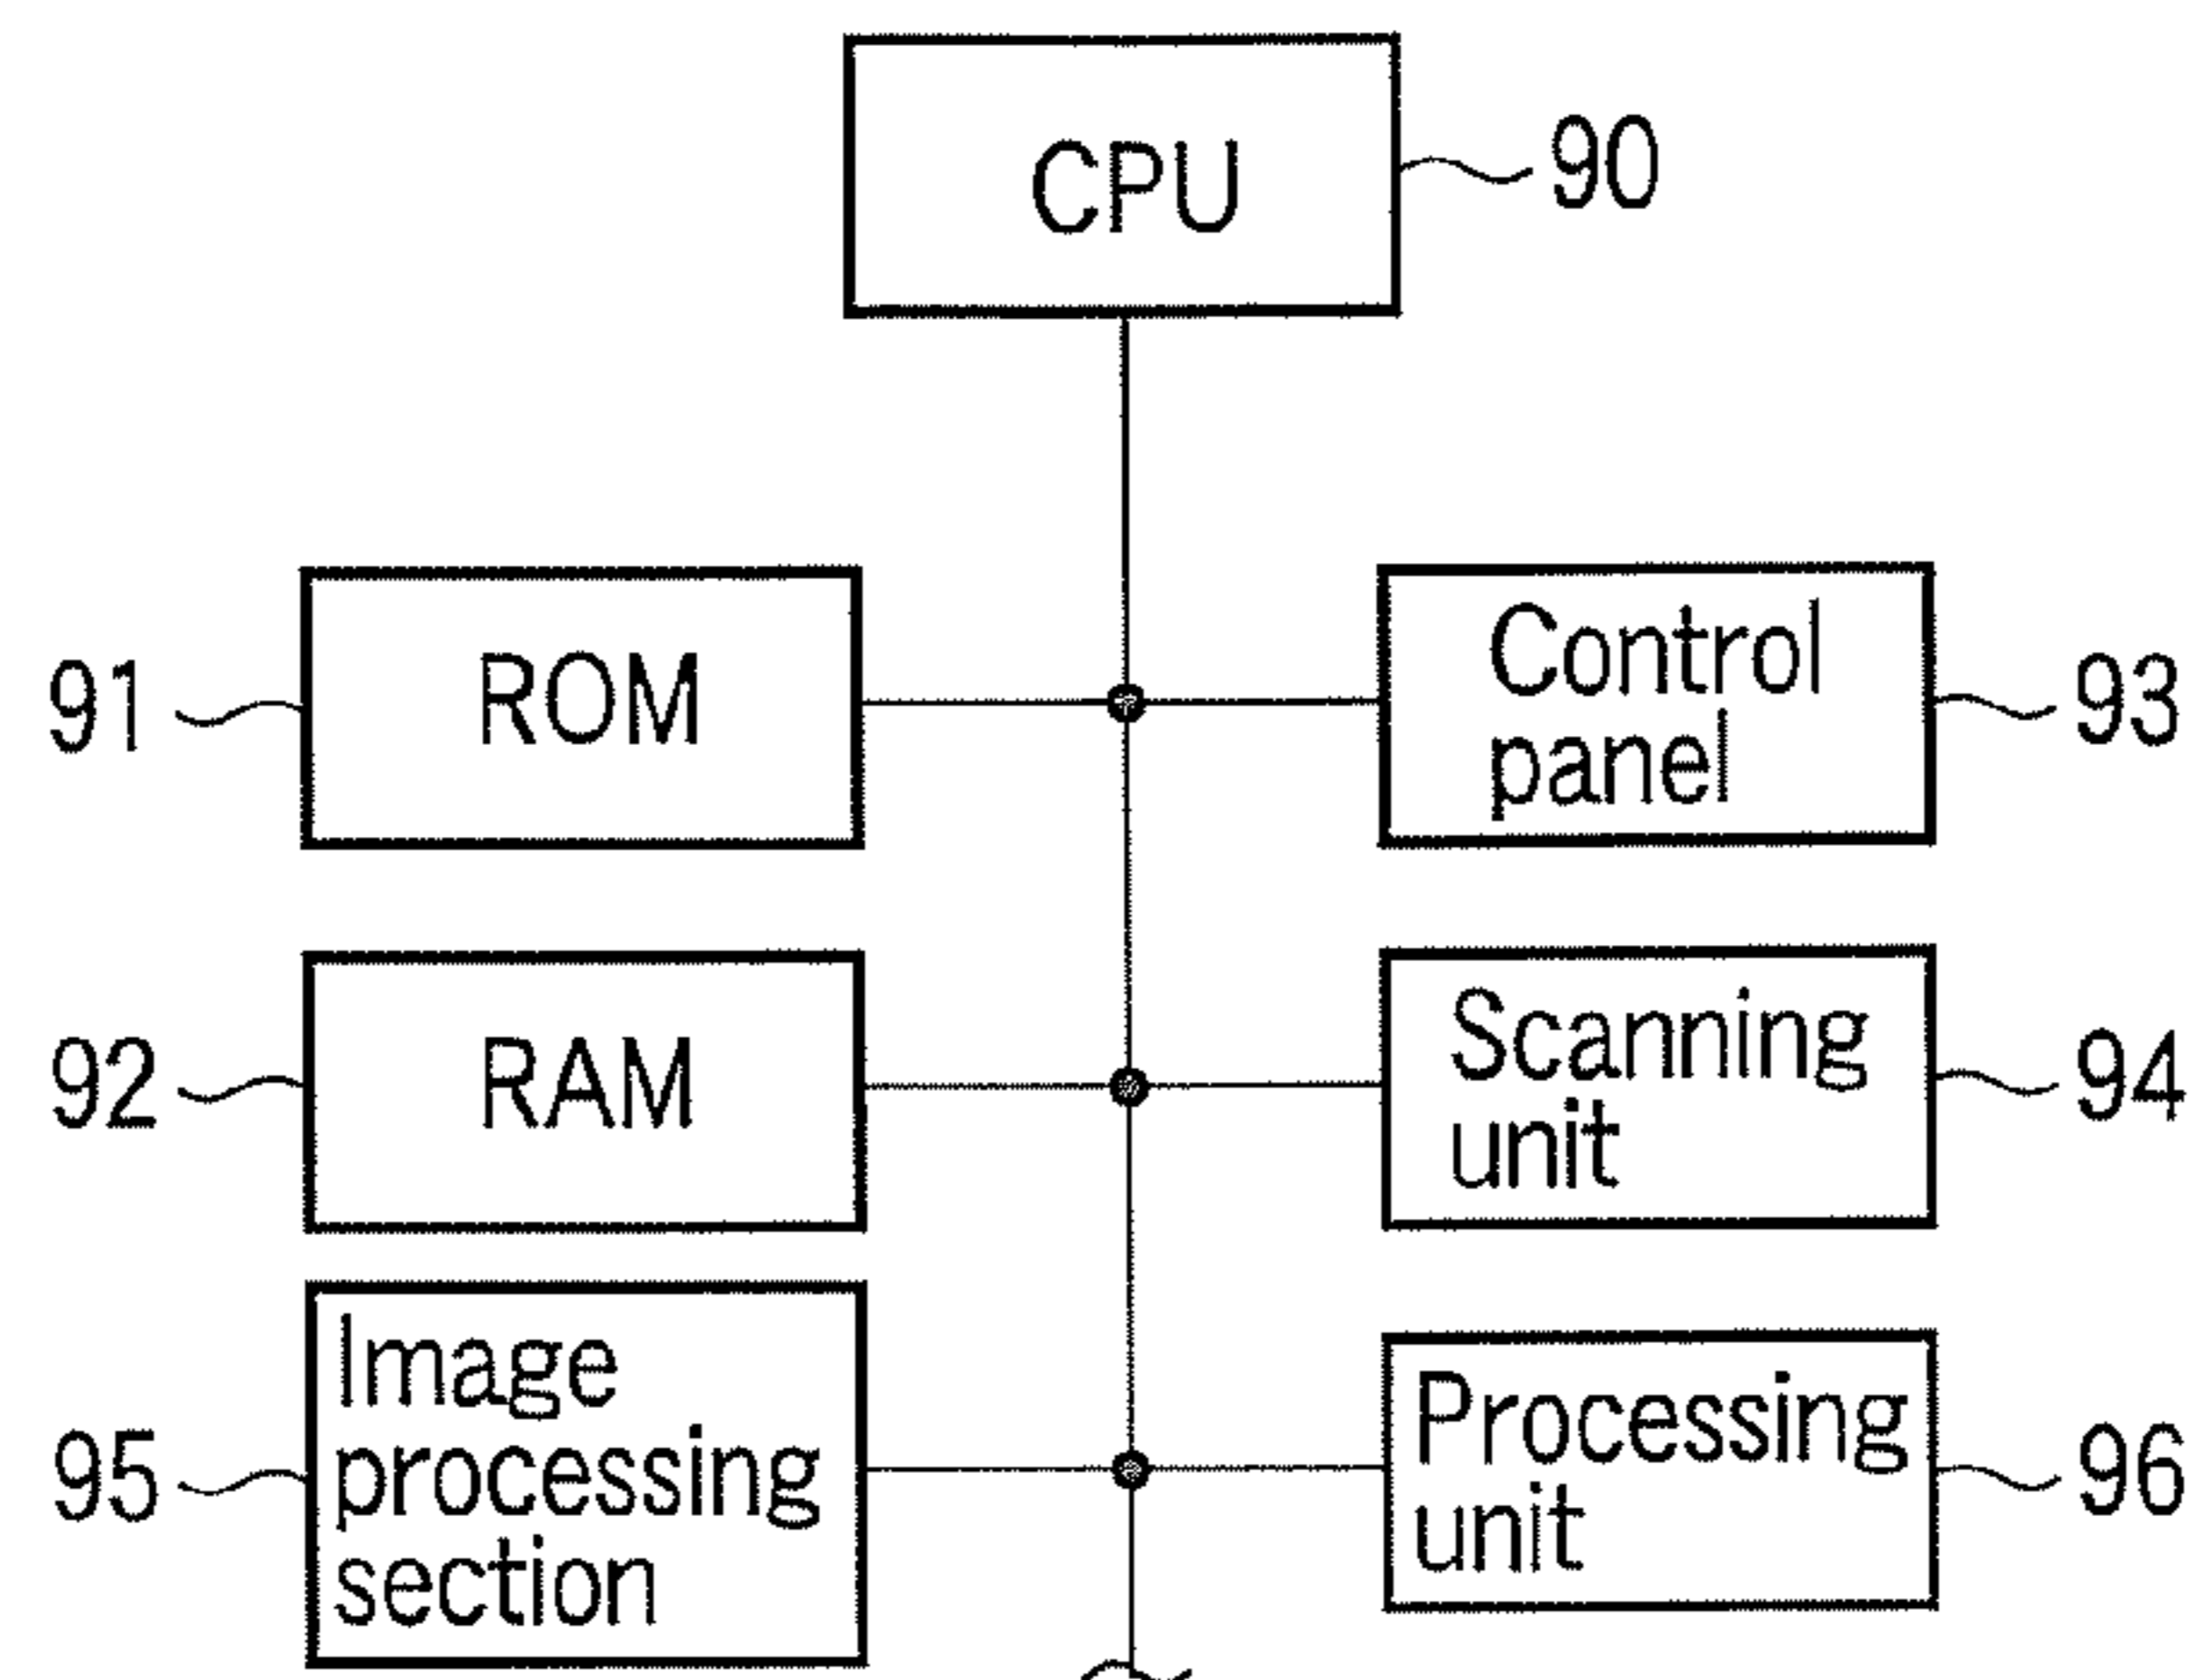 CPU
90
91
ROM
Control
panel
93
92
RAM
Scanning
unit
94
95
Image
processing
section
Processing
unit
96